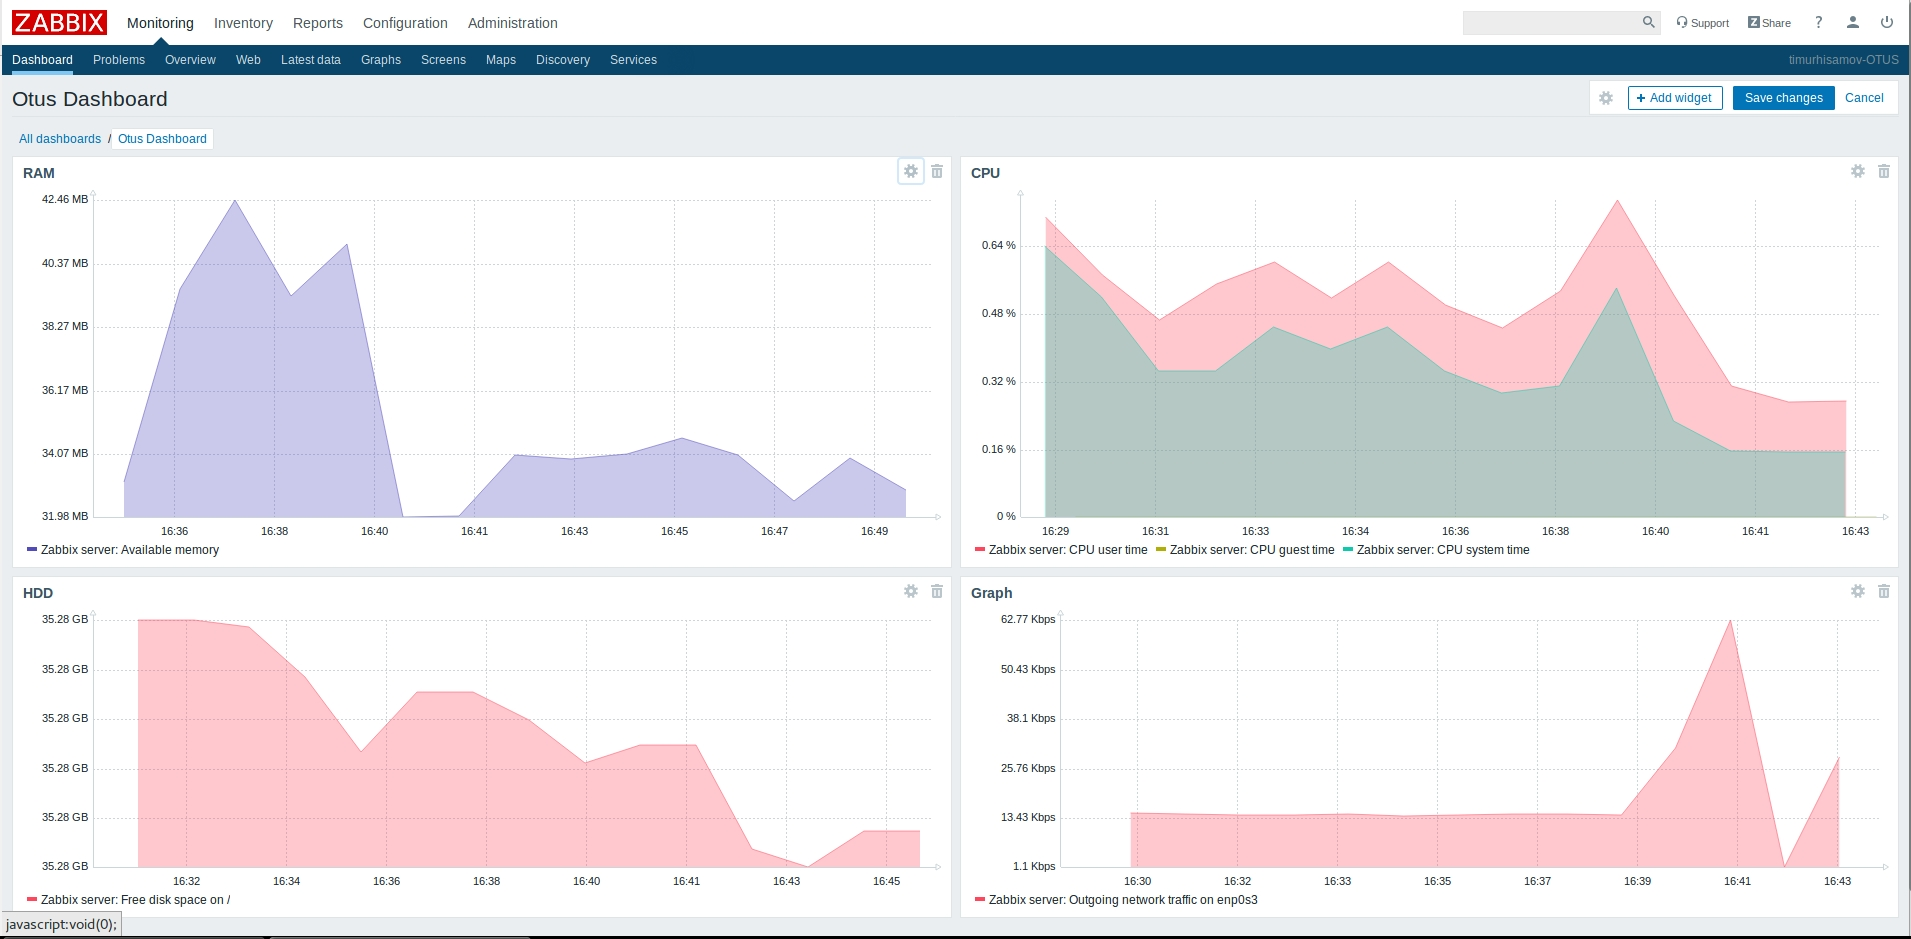 ZABBIX Monitoring Inventory Reports Configuration Administration Support Z Share ?
Dashboard Problems Overview Web Latest data Graphs Screens Maps Discovery Services timurhisamov-OTUS
Otus Dashboard + Add widget Save changes Cancel
All dashboards / Otus Dashboard
RAM
42.46 MB
40.37 MB
38.27 MB
36.17 MB
34.07 MB
31.98 MB
16:36 16:38 16:40 16:41 16:43 16:45 16:47 16:49
Zabbix server: Available memory
CPU
0.64 %
0.48 %
0.32 %
0.16 %
0 %
16:29 16:31 16:33 16:34 16:36 16:38 16:40 16:41 16:43
Zabbix server: CPU user time Zabbix server: CPU guest time Zabbix server: CPU system time
HDD
35.28 GB
35.28 GB
35.28 GB
35.28 GB
35.28 GB
35.28 GB
16:32 16:34 16:36 16:38 16:40 16:41 16:43 16:45
Zabbix server: Free disk space on /
Graph
62.77 Kbps
50.43 Kbps
38.1 Kbps
25.76 Kbps
13.43 Kbps
1.1 Kbps
16:30 16:32 16:33 16:35 16:37 16:39 16:41 16:43
Zabbix server: Outgoing network traffic on enp0s3
javascript:void(0);